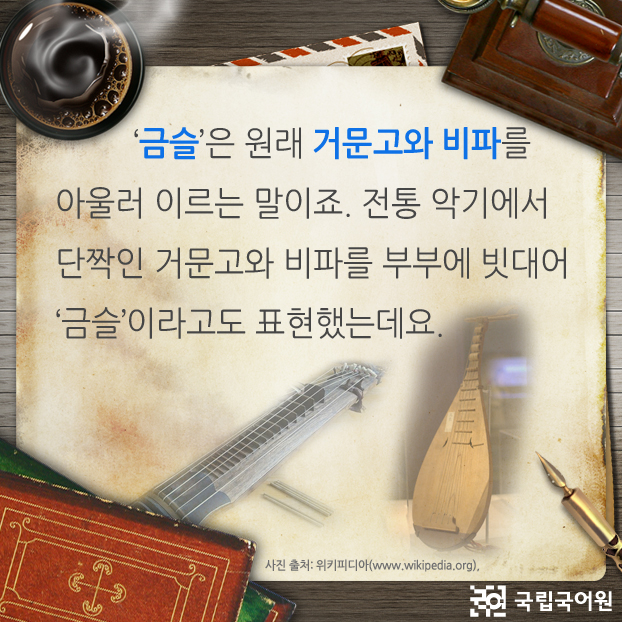 ‘금슬’은 원래 거문고와 비파를
아울러 이르는 말이죠. 전통 악기에서
단짝인 거문고와 비파를 부부에 빗대어
‘금슬’이라고도 표현했는데요.
사진 출처: 위키피디아(www.wikipedia.org).
국립국어원